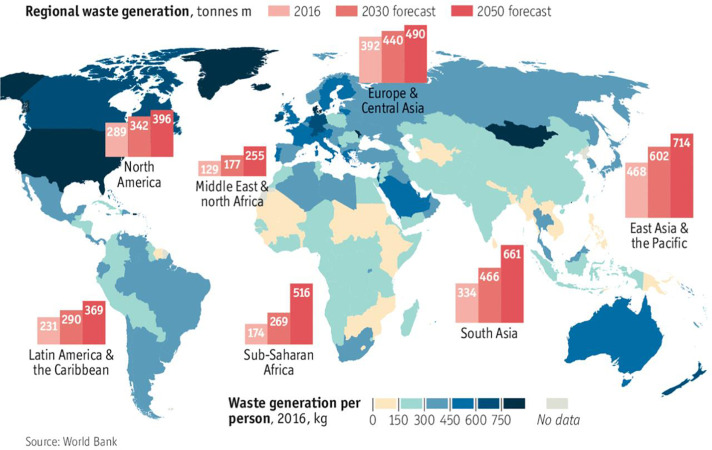 Regional waste generation, tonnes m 2016 2030 forecast 2050 forecast
392 440 490
Europe &
Central Asia
289 342 396
North
America
129 177 255
Middle East &
north Africa
468 602 714
East Asia &
the Pacific
334 466 661
South Asia
231 290 369
Latin America &
the Caribbean
174 269 516
Sub-Saharan
Africa
Waste generation per
person, 2016, kg
0 150 300 450 600 750 No data
Source: World Bank